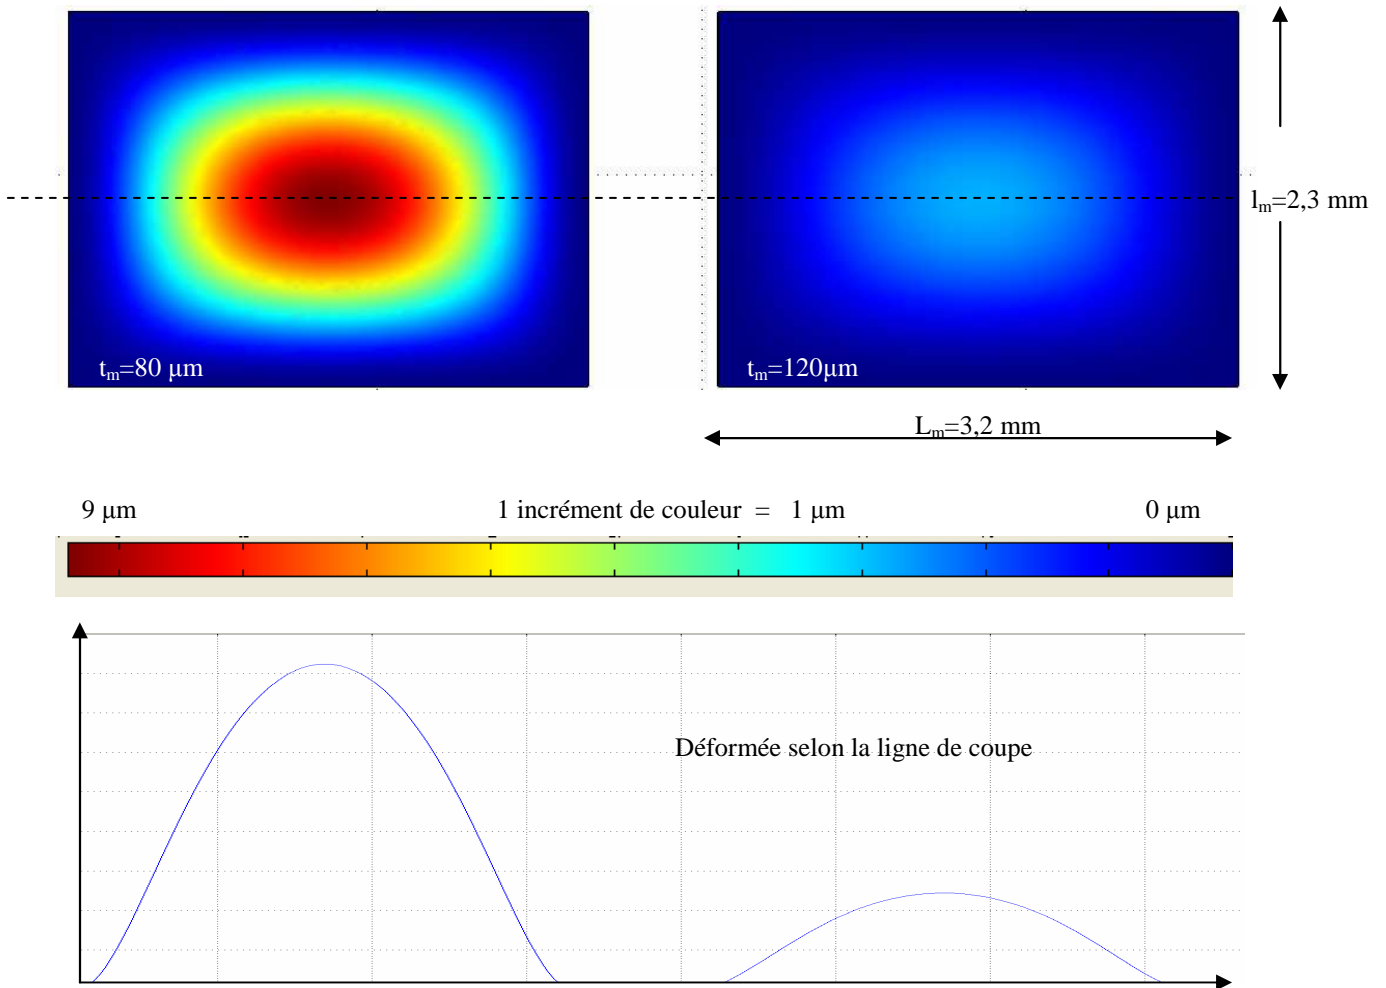 l_m=2,3 mm
t_m=80 μm
t_m=120μm
L_m=3,2 mm
9 μm 1 incrément de couleur = 1 μm 0 μm
Déformée selon la ligne de coupe